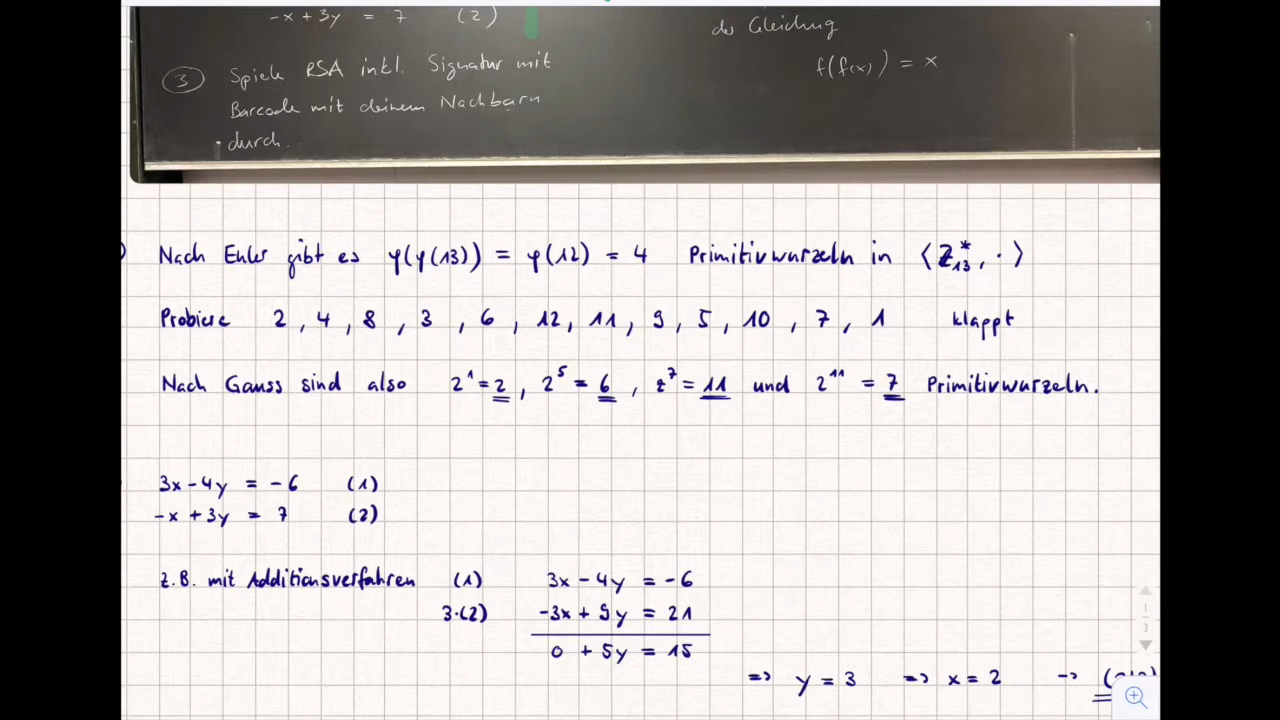 -x + 3y = 7 (2)
der Gleichung
f(f(x)) = x
3 Spiele RSA inkl. Signatur mit
Barcode mit deinem Nachbarn
durch.
Nach Euler gibt es φ(φ(13)) = φ(12) = 4 Primitivwurzeln in ⟨ℤ*₁₃, ·⟩
Probiere 2, 4, 8, 3, 6, 12, 11, 9, 5, 10, 7, 1 klappt
Nach Gauss sind also 2¹ = 2, 2⁵ = 6, 2⁷ = 11 und 2¹¹ = 7 Primitivwurzeln.
3x - 4y = -6 (1)
-x + 3y = 7 (2)
z.B. mit Additionsverfahren (1) 3x - 4y = -6
3·(2) -3x + 9y = 21
0 + 5y = 15
=> y = 3 => x = 2
1
3